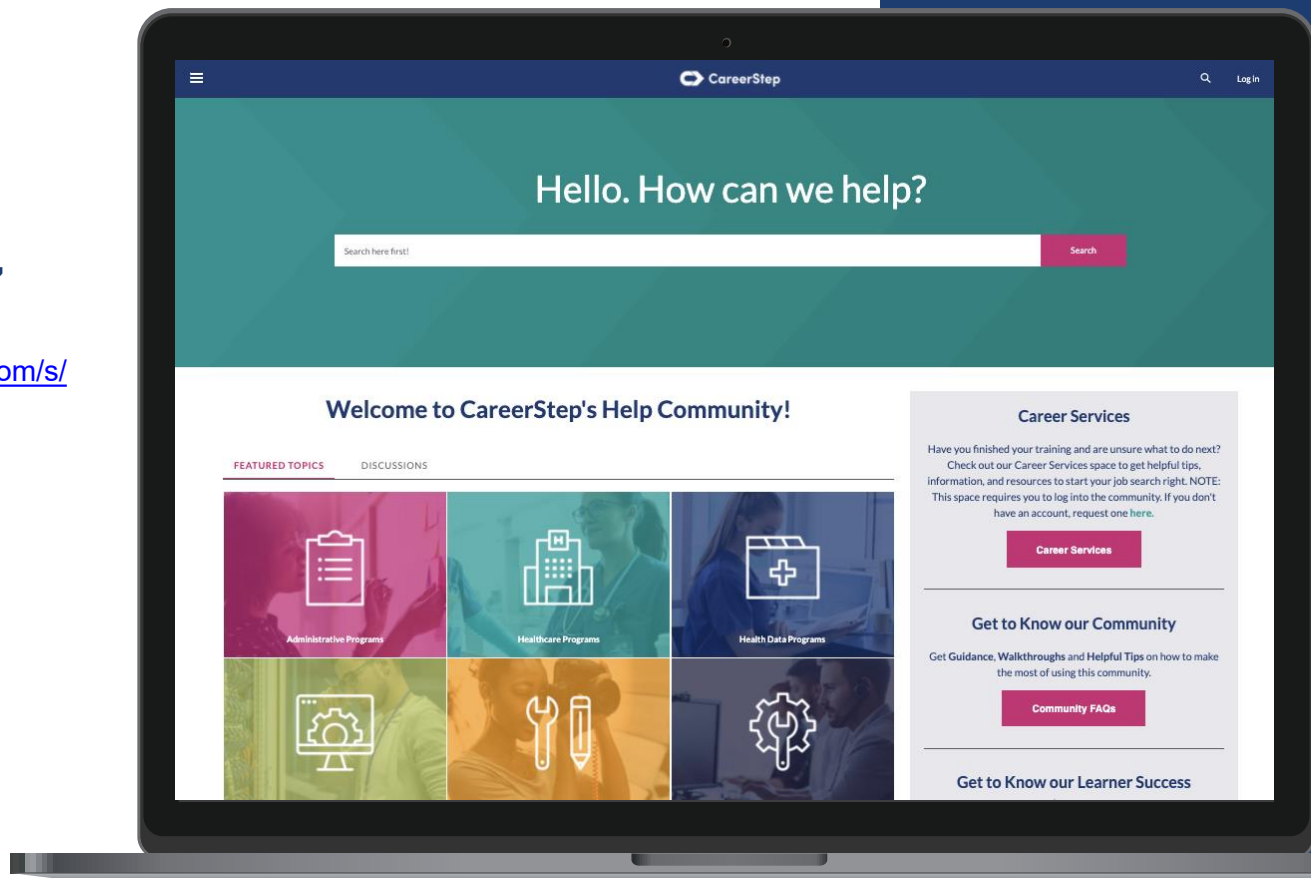 om/s/
CareerStep
Log in
Hello. How can we help?
Search here first!
Search
Welcome to CareerStep's Help Community!
FEATURED TOPICS
DISCUSSIONS
Administrative Programs
Healthcare Programs
H
Health Data Programs
Career Services
Have you finished your training and are unsure what to do next?
Check out our Career Services space to get helpful tips,
information, and resources to start your job search right. NOTE:
This space requires you to log into the community. If you don't
have an account, request one here.
Career Services
Get to Know our Community
Get Guidance, Walkthroughs and Helpful Tips on how to make
the most of using this community.
Community FAQs
Get to Know our Learner Success